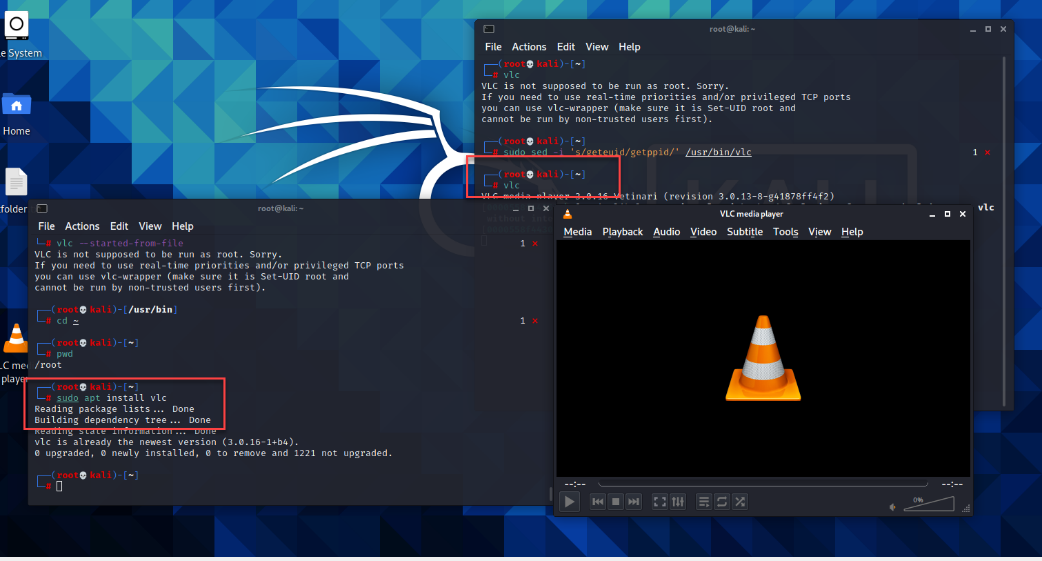 e System
Home
folder
LC me
player
root@kali: ~
File Actions Edit View Help
(root💀kali)-[~]
# vlc
VLC is not supposed to be run as root. Sorry.
If you need to use real-time priorities and/or privileged TCP ports
you can use vlc-wrapper (make sure it is Set-UID root and
cannot be run by non-trusted users first).
(root💀kali)-[~]
# sudo sed -i 's/geteuid/getppid/' /usr/bin/vlc
1 ×
(root💀kali)-[~]
# vlc
VLC media player 3.0.16 Vetinari (revision 3.0.13-8-g41878ff4f2)
vlc
root@kali: ~
File Actions Edit View Help
# vlc --started-from-file
1 ×
VLC is not supposed to be run as root. Sorry.
If you need to use real-time priorities and/or privileged TCP ports
you can use vlc-wrapper (make sure it is Set-UID root and
cannot be run by non-trusted users first).
(root💀kali)-[/usr/bin]
# cd ~
1 ×
(root💀kali)-[~]
# pwd
/root
(root💀kali)-[~]
# sudo apt install vlc
Reading package lists... Done
Building dependency tree... Done
Reading state information... Done
vlc is already the newest version (3.0.16-1+b4).
0 upgraded, 0 newly installed, 0 to remove and 1221 not upgraded.
(root💀kali)-[~]
#
VLC media player
Media Playback Audio Video Subtitle Tools View Help
--:-- --:--
0%